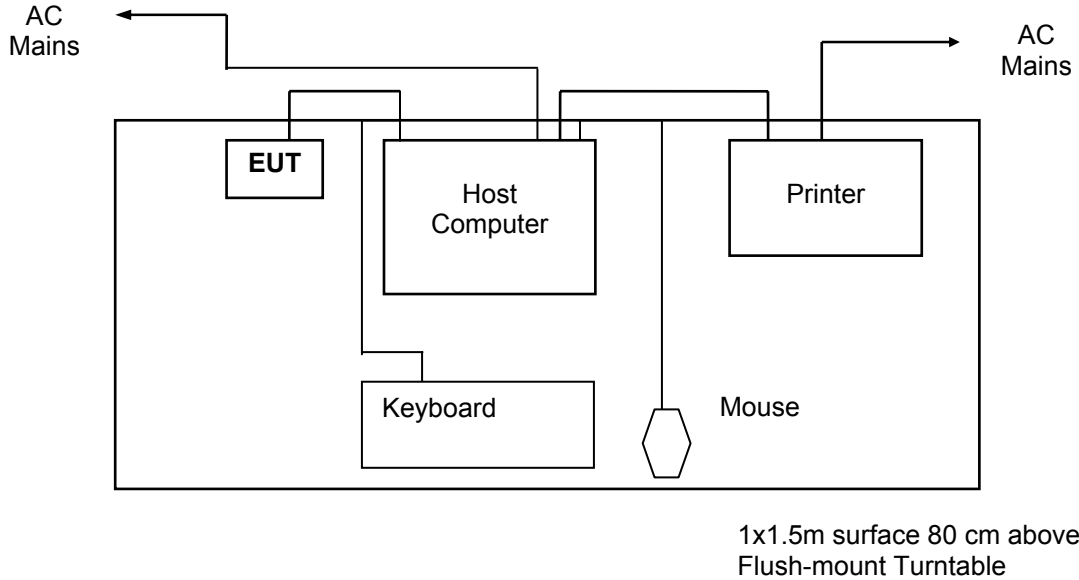 AC
Mains
AC
Mains
EUT
Host
Computer
Printer
Keyboard
Mouse
1x1.5m surface 80 cm above
Flush-mount Turntable